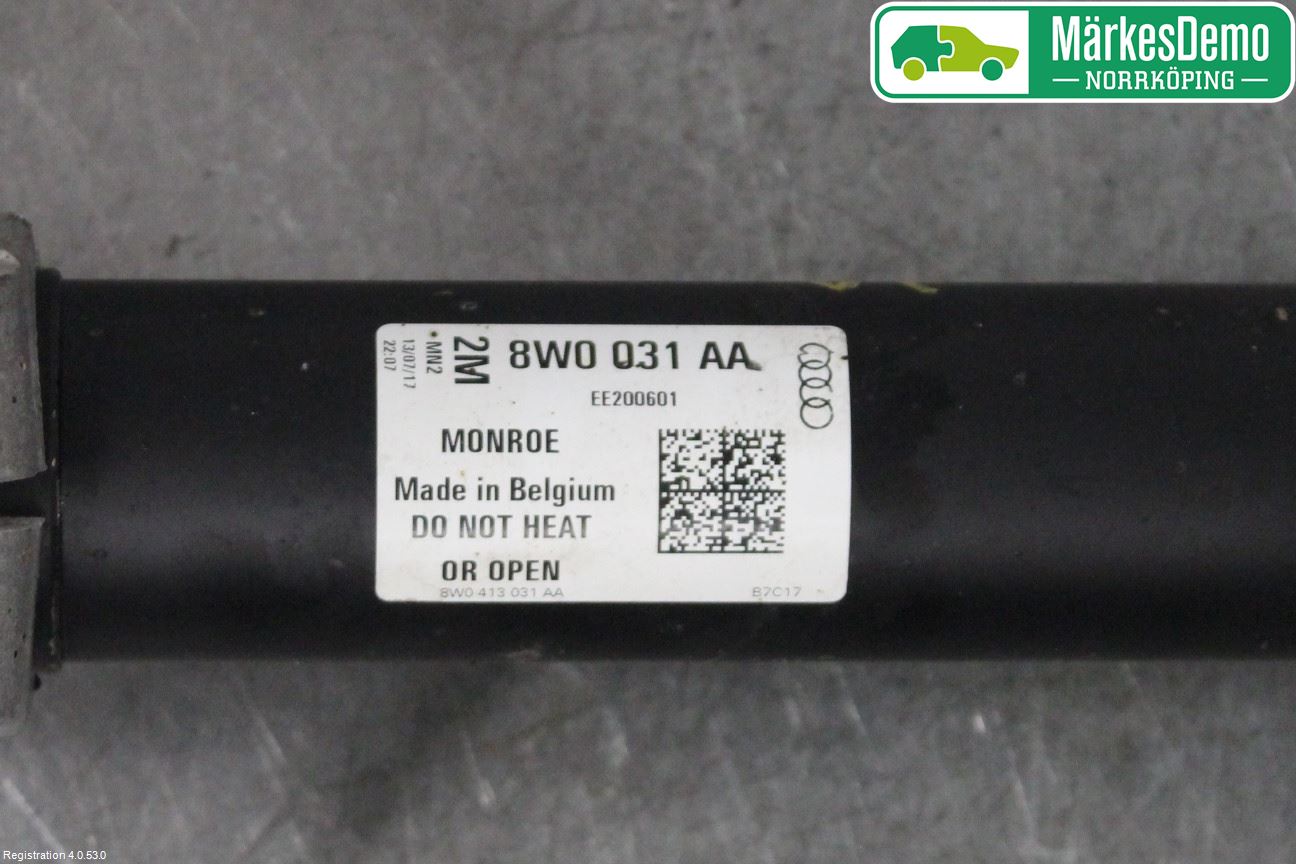 MärkesDemo
NORRKÖPING
8W0 031 AA
EE200601
2M
•MN2
13/07/17
22:07
MONROE
Made in Belgium
DO NOT HEAT
OR OPEN
8W0 413 031 AA
B7C17
Registration 4.0.53.0